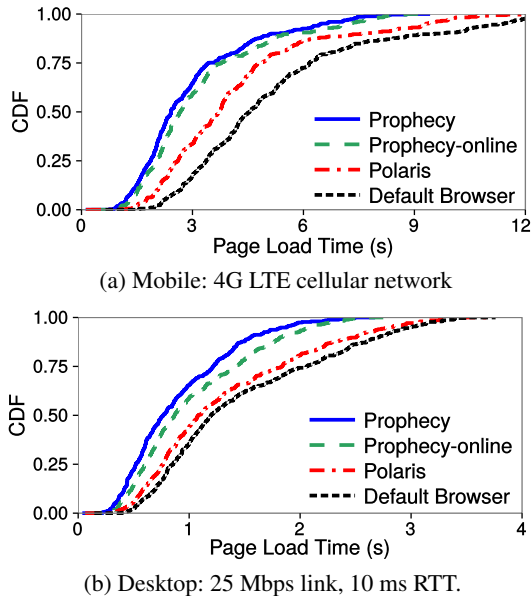 1.00
0.75
0.50
0.25
0.00
CDF
Prophecy
Prophecy-online
Polaris
Default Browser
0 3 6 9 12
Page Load Time (s)
(a) Mobile: 4G LTE cellular network
1.00
0.75
0.50
0.25
0.00
CDF
Prophecy
Prophecy-online
Polaris
Default Browser
0 1 2 3 4
Page Load Time (s)
(b) Desktop: 25 Mbps link, 10 ms RTT.